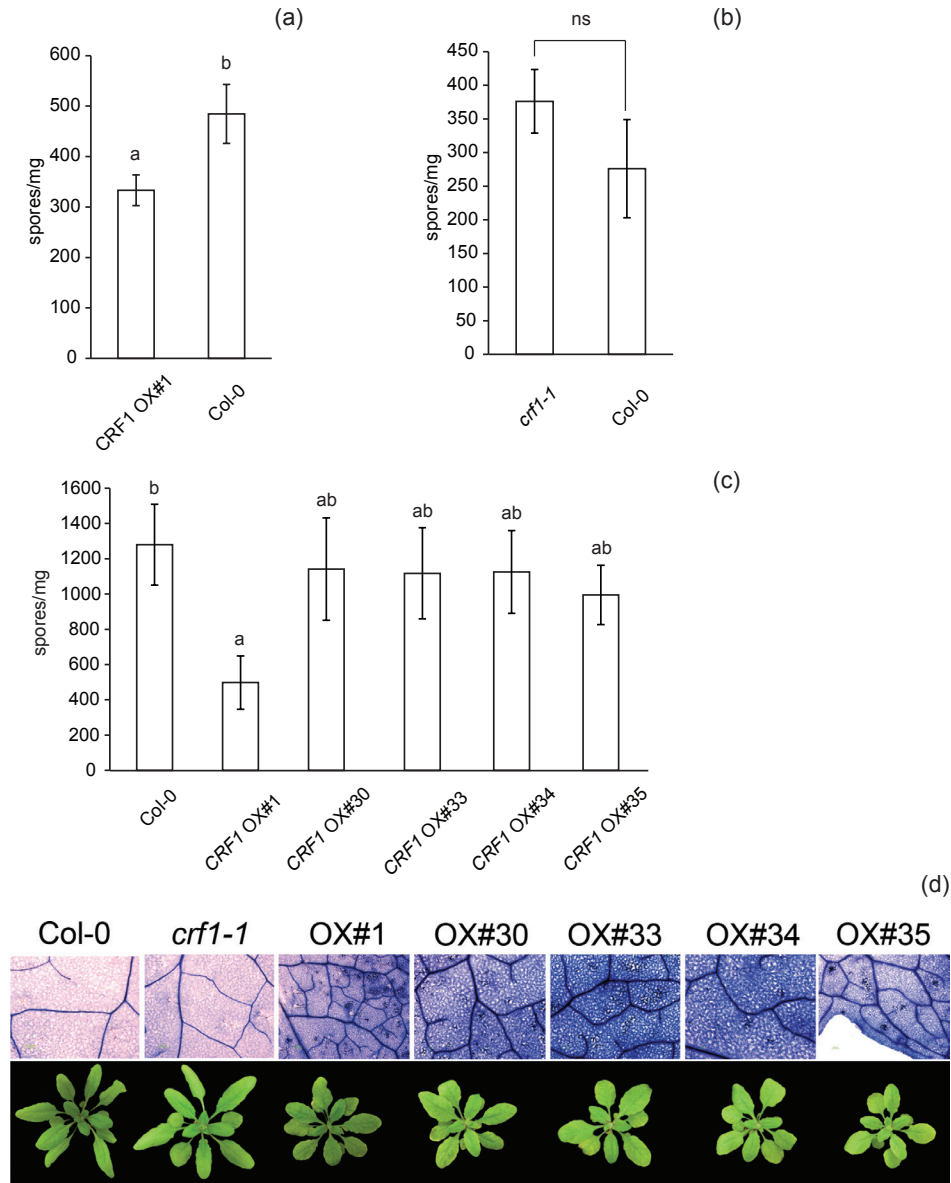 (a)
600
500
400
300
200
100
0
spores/mg
a
b
CRF1 OX#1
Col-0
(b)
ns
450
400
350
300
250
200
150
100
50
0
spores/mg
crf1-1
Col-0
(c)
1600
1400
1200
1000
800
600
400
200
0
spores/mg
b
a
ab
ab
ab
ab
Col-0
CRF1 OX#1
CRF1 OX#30
CRF1 OX#33
CRF1 OX#34
CRF1 OX#35
(d)
Col-0 crf1-1 OX#1 OX#30 OX#33 OX#34 OX#35